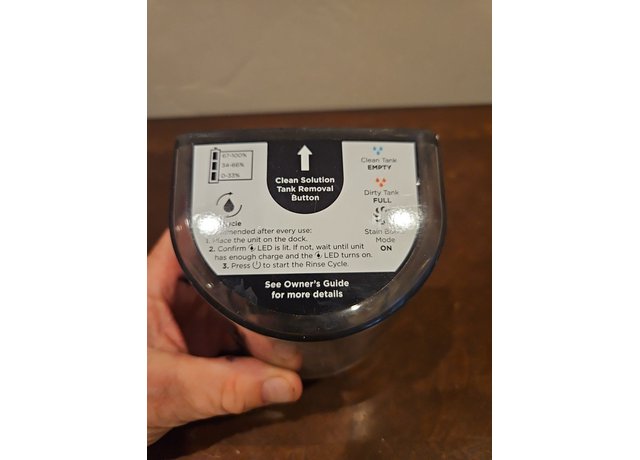 67-100%
34-66%
0-33%
Clean Solution
Tank Removal
Button
Clean Tank
EMPTY
Dirty Tank
FULL
Stain
Mode
ON
after every use:
1. Place the unit on the dock.
2. Confirm LED is lit. If not, wait until unit
has enough charge and the LED turns on.
3. Press to start the Rinse Cycle.
See Owner's Guide
for more details